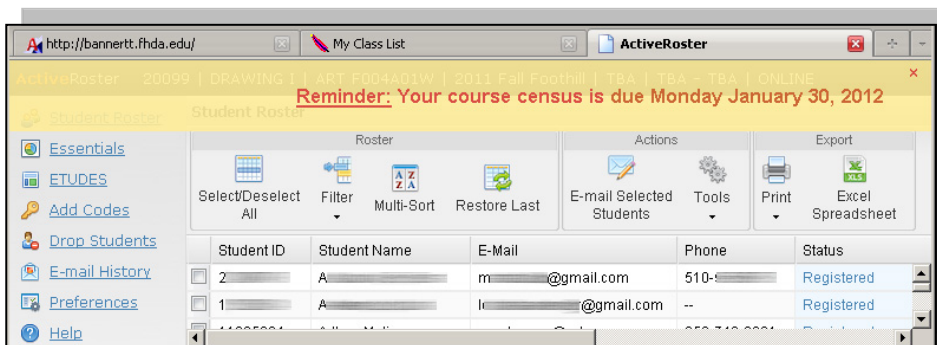 http://bannertt.fhda.edu/ My Class List ActiveRoster
ActiveRoster 20099 | DRAWING I | ART F004A01W | 2011 Fall Foothill | TBA | TBA - TBA | ONLINE
Reminder: Your course census is due Monday January 30, 2012
Student Roster Student Roster
Essentials
ETUDES
Add Codes
Drop Students
E-mail History
Preferences
Help
Roster Actions Export
Select/Deselect All
Filter
Multi-Sort
Restore Last
E-mail Selected Students
Tools
Print
Excel Spreadsheet
Student ID Student Name E-Mail Phone Status
2 A m @gmail.com 510- Registered
1 A @gmail.com -- Registered